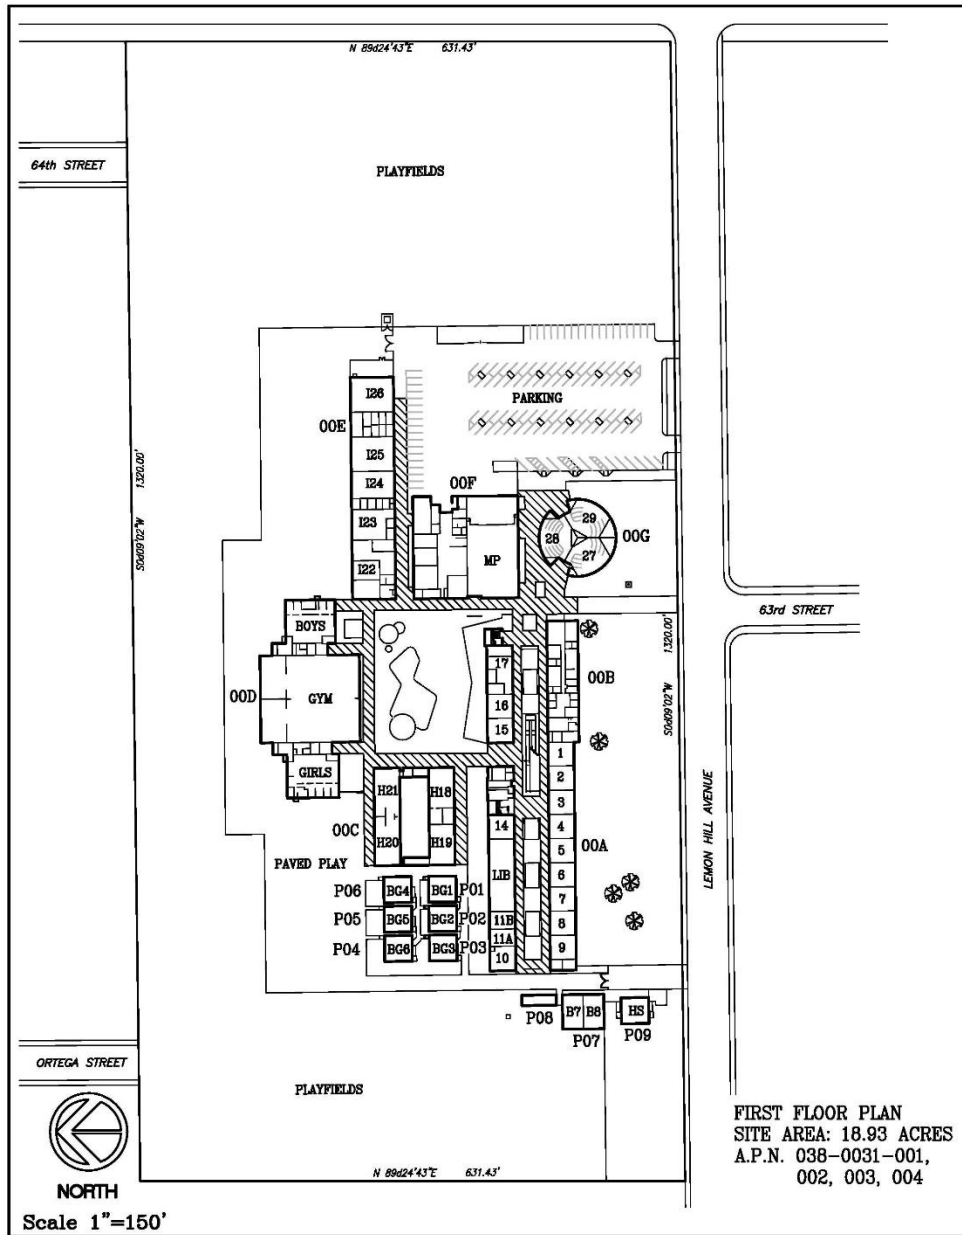 N 89d24'43"E 631.43'
64th STREET
PLAYFIELDS
PARKING
I26
00E
I25
I24
00F
I23
29
28
00G
S0d09'02"W 1320.00'
MP
27
I22
BOYS
63rd STREET
S0d09'02"W 1320.00'
17
00B
00D
GYM
16
15
1
GIRLS
2
H21
H18
3
00C
14
4
H20
H19
5
00A
PAVED PLAY
LIB
6
P06
BG4
BG1
P01
7
LEMON HILL AVENUE
P05
BG5
BG2
P02
11B
8
11A
P04
BG6
BG3
P03
10
9
P08
B7
B8
HS
P07
P09
ORTEGA STREET
PLAYFIELDS
NORTH
N 89d24'43"E 631.43'
FIRST FLOOR PLAN
SITE AREA: 18.93 ACRES
A.P.N. 038-0031-001,
002, 003, 004
Scale 1"=150'